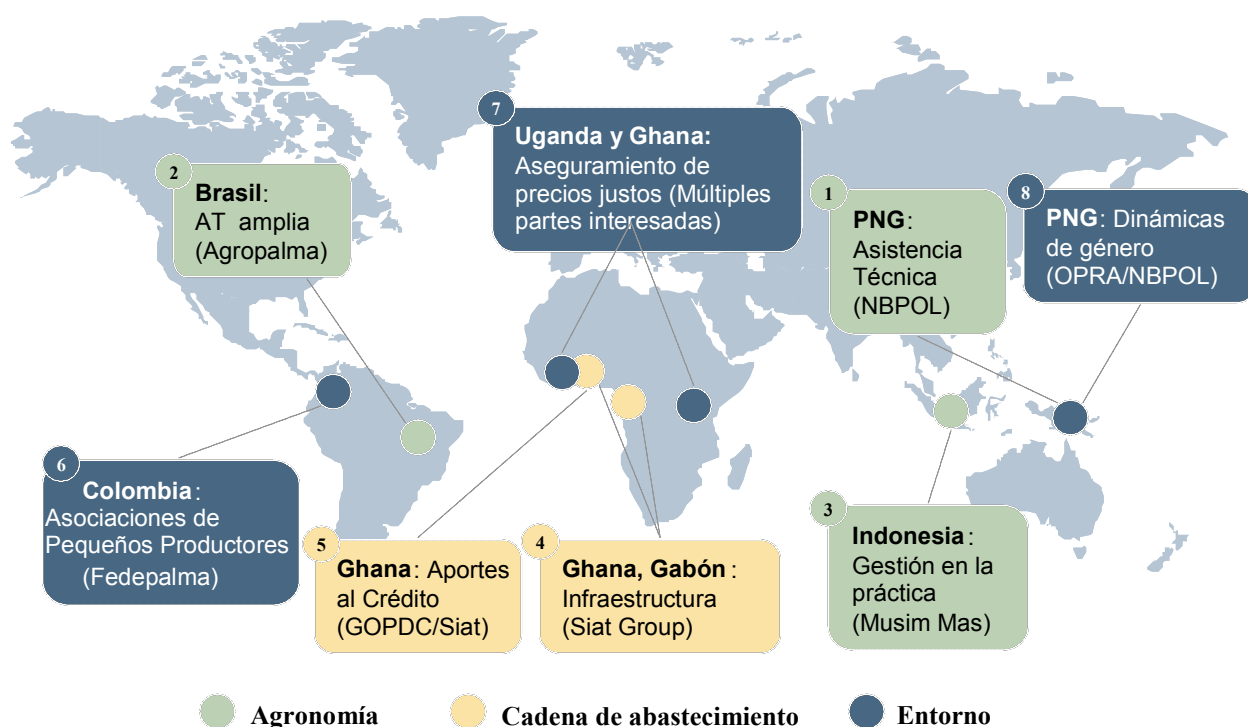 7
Uganda y Ghana:
Aseguramiento de
precios justos (Múltiples
partes interesadas)
2
Brasil:
AT amplia
(Agropalma)
1
PNG:
Asistencia
Técnica
(NBPOL)
8
PNG: Dinámicas
de género
(OPRA/NBPOL)
6
Colombia:
Asociaciones de
Pequeños Productores
(Fedepalma)
5
Ghana: Aportes
al Crédito
(GOPDC/Siat)
4
Ghana, Gabón:
Infraestructura
(Siat Group)
3
Indonesia:
Gestión en la
práctica
(Musim Mas)
Agronomía
Cadena de abastecimiento
Entorno